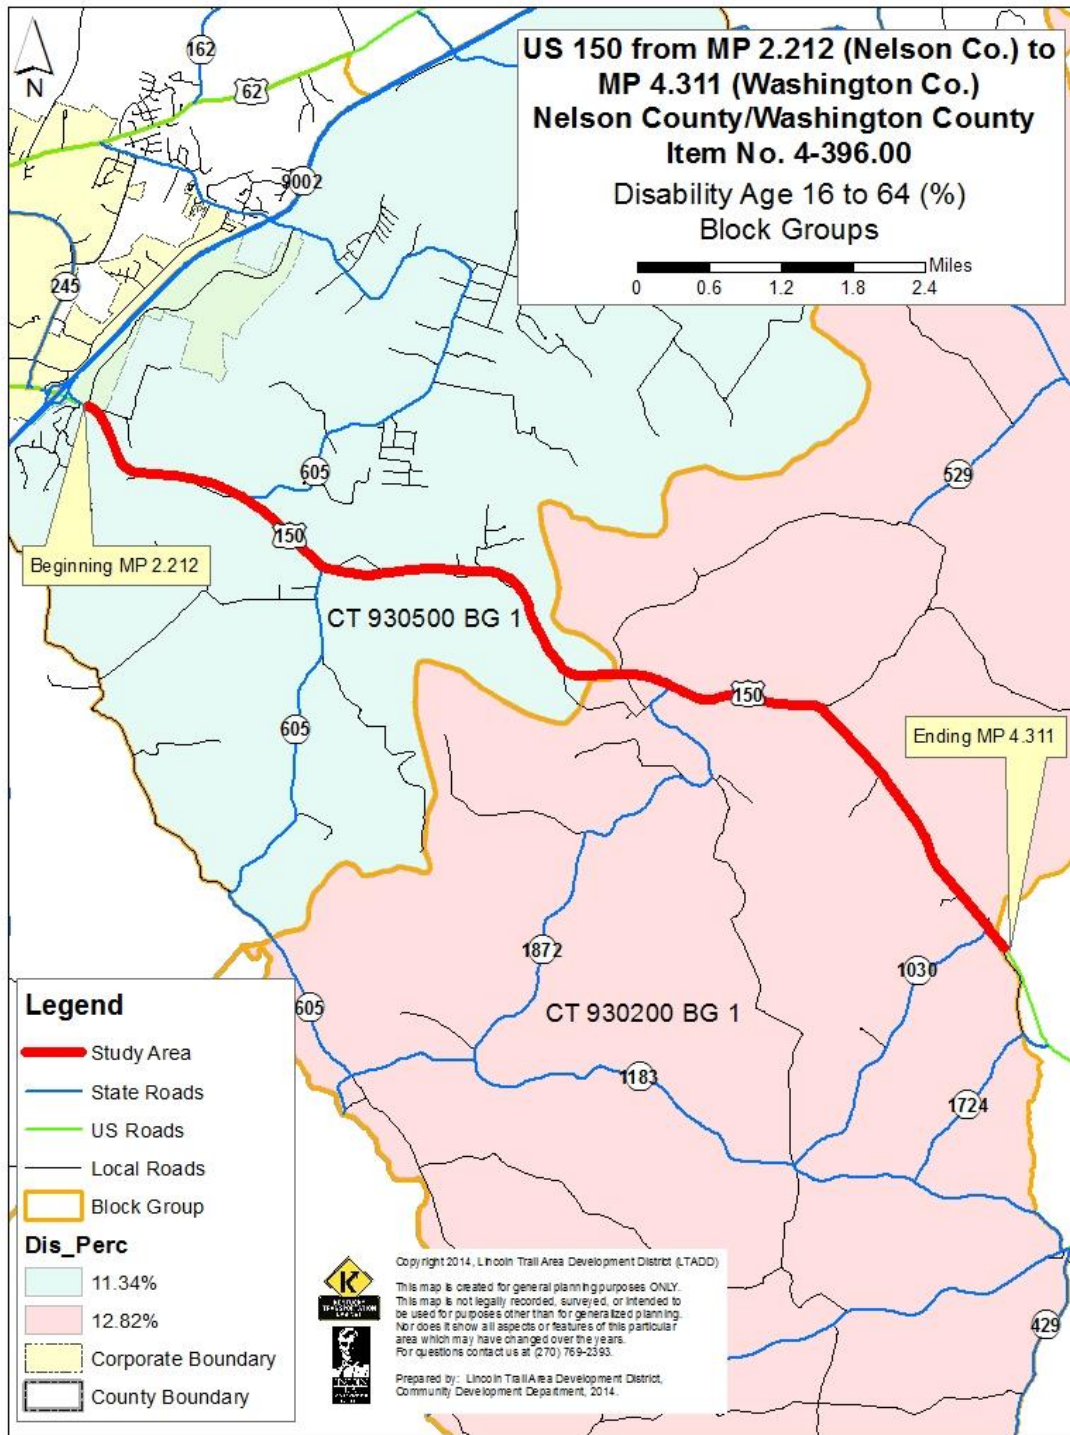 US 150 from MP 2.212 (Nelson Co.) to
MP 4.311 (Washington Co.)
Nelson County/Washington County
Item No. 4-396.00
Disability Age 16 to 64 (%)
Block Groups
Miles
0 0.6 1.2 1.8 2.4
N
162
62
9002
245
605
529
150
Beginning MP 2.212
CT 930500 BG 1
150
605
Ending MP 4.311
1872
1030
605
CT 930200 BG 1
1183
1724
429
Legend
Study Area
State Roads
US Roads
Local Roads
Block Group
Dis_Perc
11.34%
12.82%
Corporate Boundary
County Boundary
KENTUCKY
TRANSPORTATION
Copyright 2014, Lincoln Trail Area Development District (LTADD)
This map is created for general planning purposes ONLY.
This map is not legally recorded, surveyed, or intended to
be used for purposes other than for generalized planning.
Nor does it show all aspects or features of this particular
area which may have changed over the years.
For questions contact us at (270) 769-2393.
Prepared by: Lincoln Trail Area Development District,
Community Development Department, 2014.